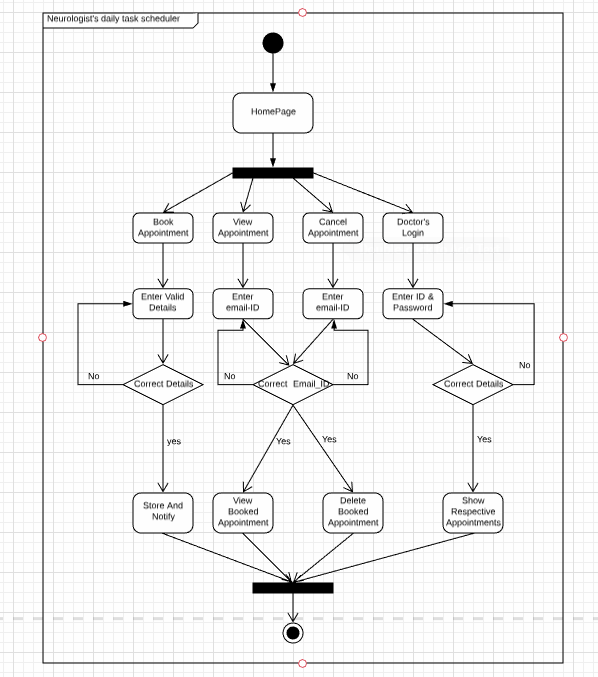 Neurologist's daily task scheduler
HomePage
Book
Appointment
View
Appointment
Cancel
Appointment
Doctor's
Login
Enter Valid
Details
Enter
email-ID
Enter
email-ID
Enter ID &
Password
No
No
No
No
Correct Details
Correct Email_ID
Correct Details
yes
Yes
Yes
Yes
Store And
Notify
View
Booked
Appointment
Delete
Booked
Appointment
Show
Respective
Appointments